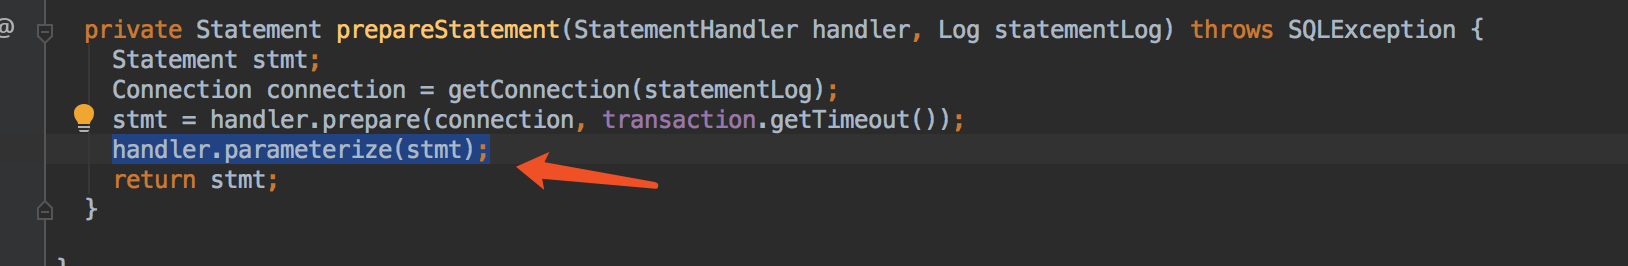 @ private Statement prepareStatement(StatementHandler handler, Log statementLog) throws SQLException {
Statement stmt;
Connection connection = getConnection(statementLog);
stmt = handler.prepare(connection, transaction.getTimeout());
handler.parameterize(stmt);
return stmt;
}
}